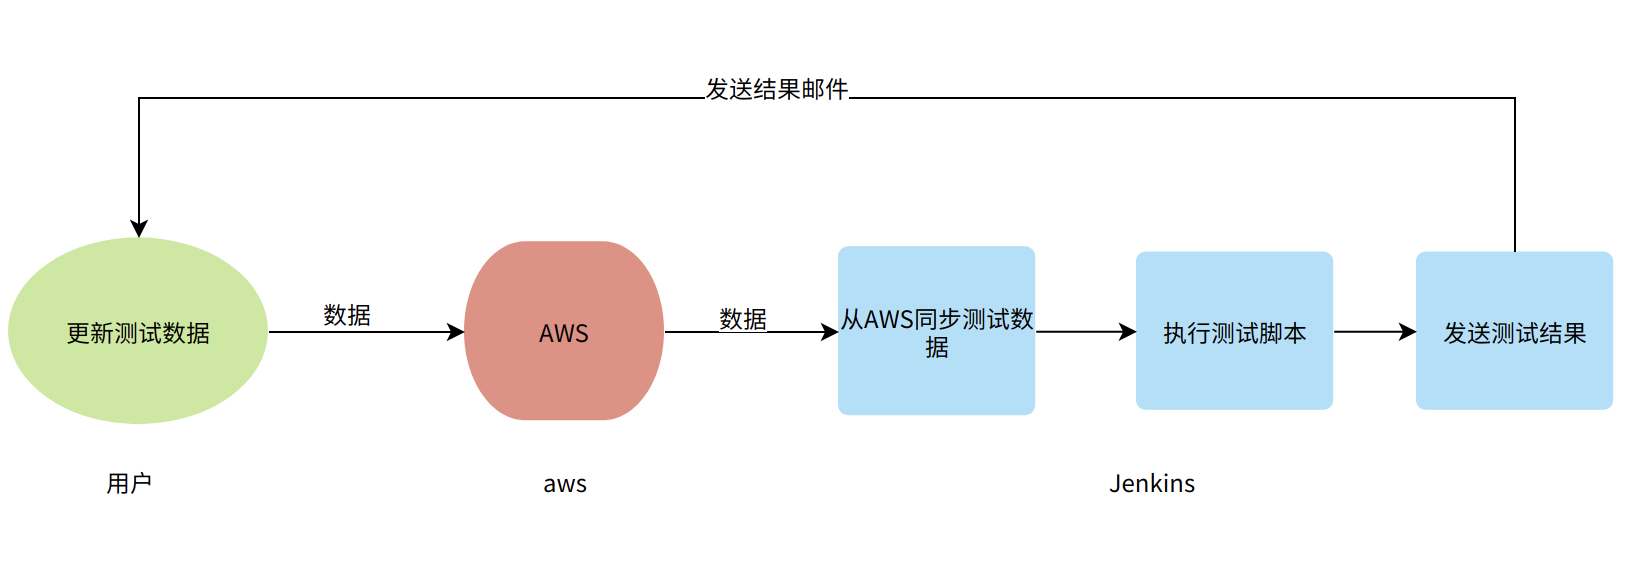 发送结果邮件
更新测试数据
数据
AWS
数据
从AWS同步测试数
据
执行测试脚本
发送测试结果
用户
aws
Jenkins